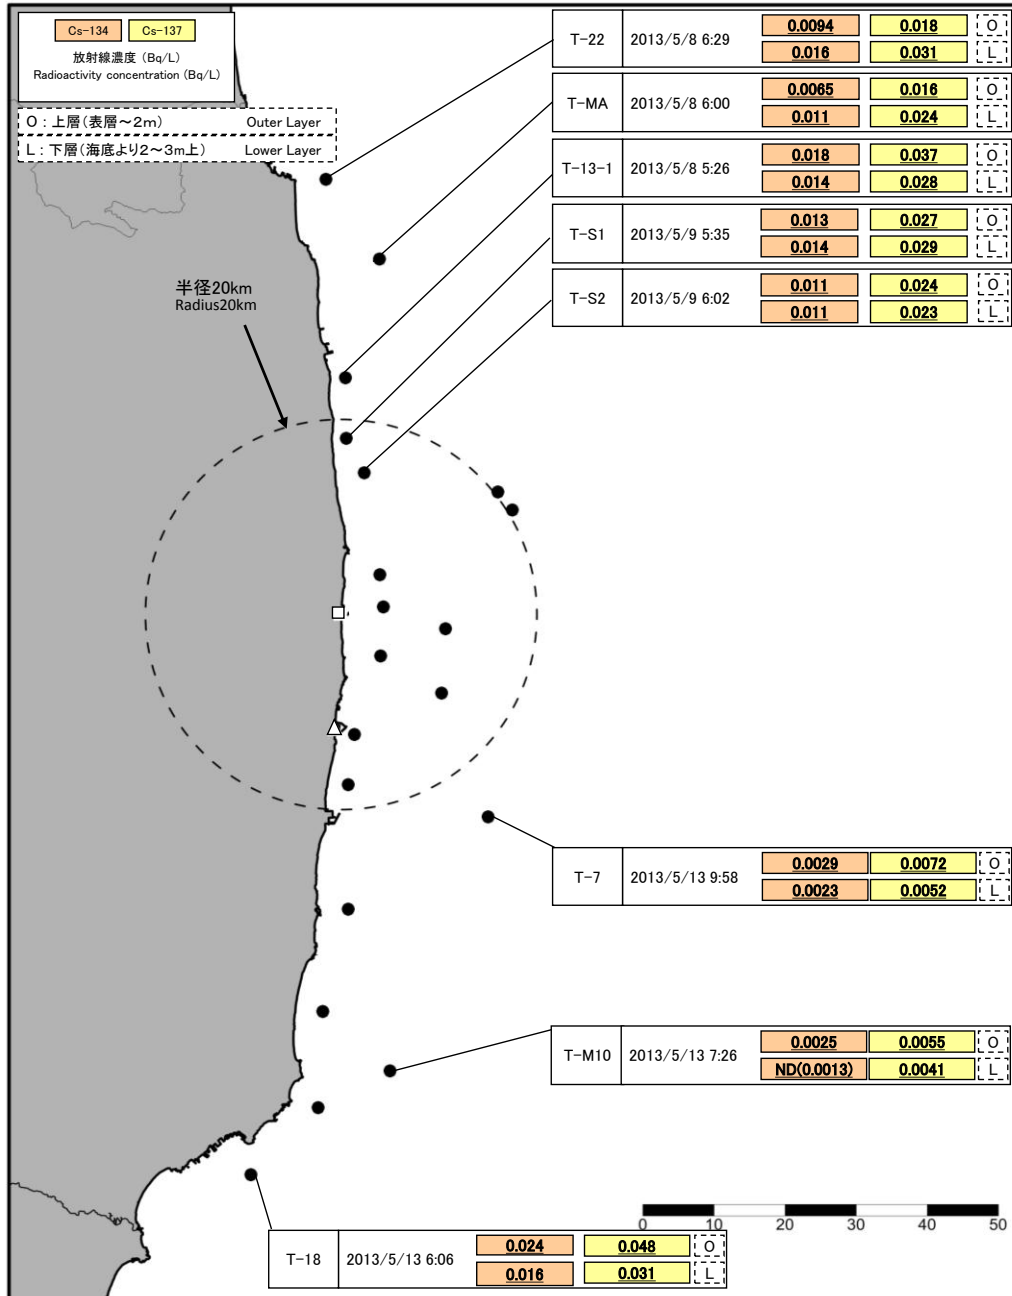 Cs-134 Cs-137
放射線濃度 (Bq/L)
Radioactivity concentration (Bq/L)
O : 上層(表層～2m) Outer Layer
L : 下層(海底より2～3m上) Lower Layer
T-22 2013/5/8 6:29 0.0094 0.018 O
0.016 0.031 L
T-MA 2013/5/8 6:00 0.0065 0.016 O
0.011 0.024 L
T-13-1 2013/5/8 5:26 0.018 0.037 O
0.014 0.028 L
T-S1 2013/5/9 5:35 0.013 0.027 O
0.014 0.029 L
T-S2 2013/5/9 6:02 0.011 0.024 O
0.011 0.023 L
半径20km
Radius20km
T-7 2013/5/13 9:58 0.0029 0.0072 O
0.0023 0.0052 L
T-M10 2013/5/13 7:26 0.0025 0.0055 O
ND(0.0013) 0.0041 L
0 10 20 30 40 50
T-18 2013/5/13 6:06 0.024 0.048 O
0.016 0.031 L